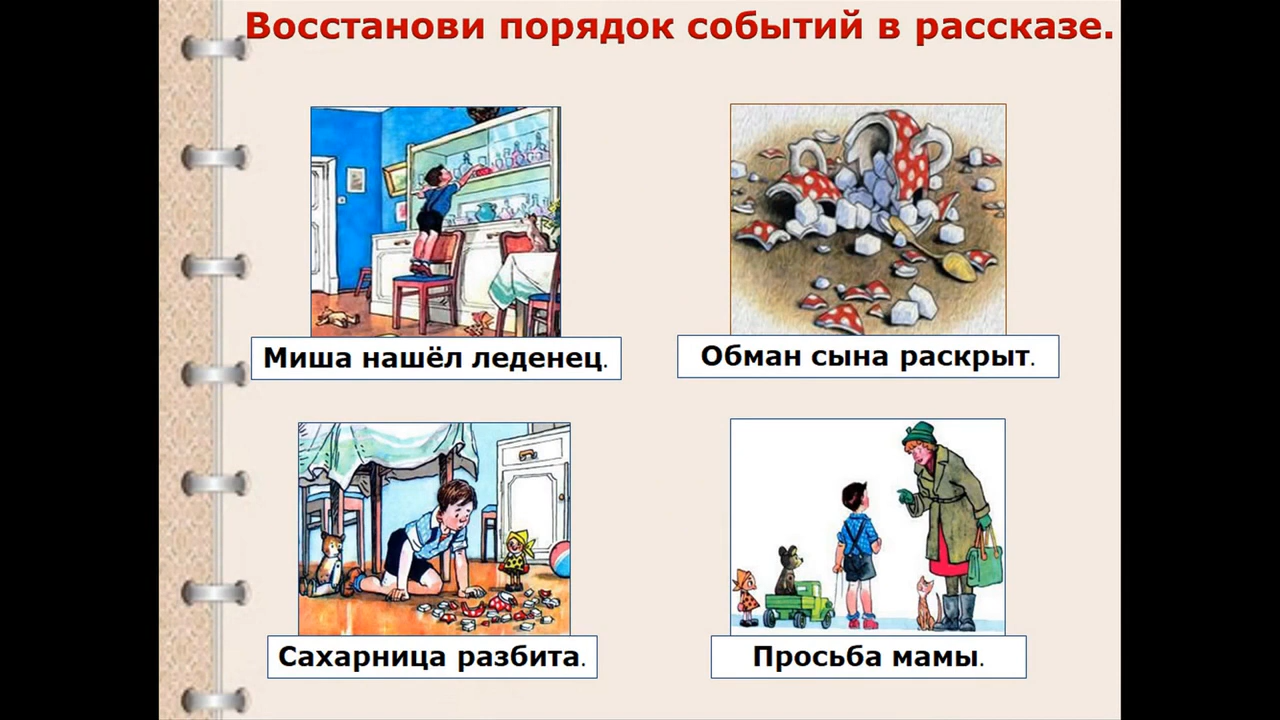 Восстанови порядок событий в рассказе.
Миша нашёл леденец.
Обман сына раскрыт.
Сахарница разбита.
Просьба мамы.